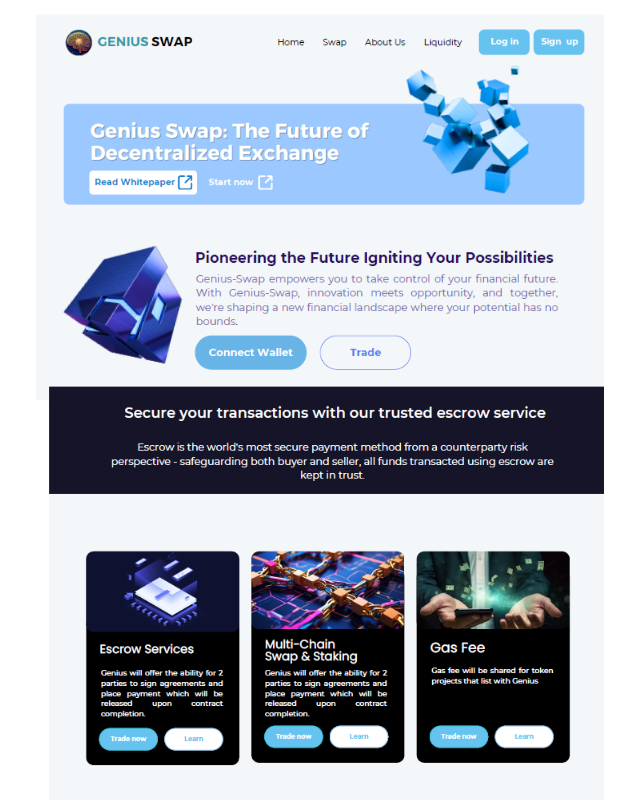 GENIUS SWAP
Home Swap About Us Liquidity Log in Sign up
Genius Swap: The Future of
Decentralized Exchange
Read Whitepaper Start now
Pioneering the Future Igniting Your Possibilities
Genius-Swap empowers you to take control of your financial future.
With Genius-Swap, innovation meets opportunity, and together,
we're shaping a new financial landscape where your potential has no
bounds.
Connect Wallet Trade
Secure your transactions with our trusted escrow service
Escrow is the world's most secure payment method from a counterparty risk
perspective - safeguarding both buyer and seller, all funds transacted using escrow are
kept in trust.
Escrow Services
Genius will offer the ability for 2
parties to sign agreements and
place payment which will be
released upon contract
completion.
Trade now Learn
Multi-Chain
Swap & Staking
Genius will offer the ability for 2
parties to sign agreements and
place payment which will be
released upon contract
completion.
Trade now Learn
Gas Fee
Gas fee will be shared for token
projects that list with Genius
Trade now Learn